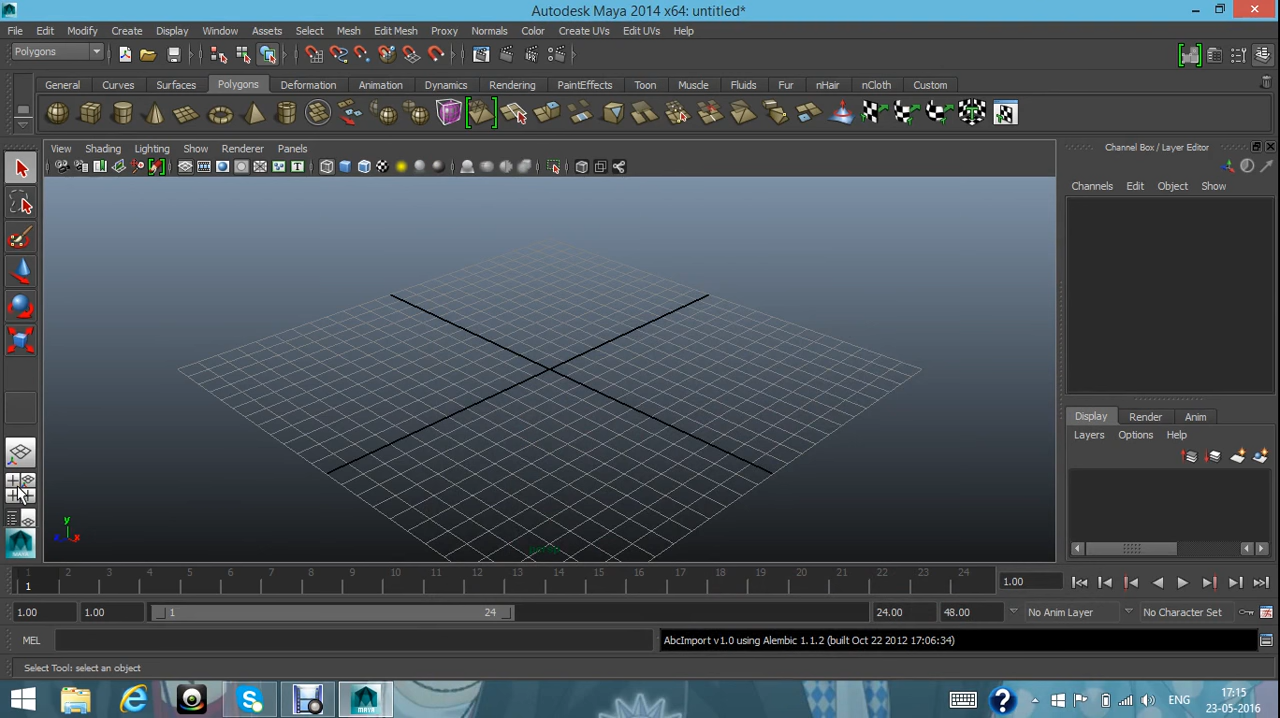 Autodesk Maya 2014 x64: untitled*
File Edit Modify Create Display Window Assets Select Mesh Edit Mesh Proxy Normals Color Create UVs Edit UVs Help
Polygons
General Curves Surfaces Polygons Deformation Animation Dynamics Rendering PaintEffects Toon Muscle Fluids Fur nHair nCloth Custom
View Shading Lighting Show Renderer Panels
Channel Box / Layer Editor
Channels Edit Object Show
Display Render Anim
Layers Options Help
y
x
persp
1 2 3 4 5 6 7 8 9 10 11 12 13 14 15 16 17 18 19 20 21 22 23 24
1
1.00
1.00 1.00 1 24 24.00 48.00 No Anim Layer No Character Set
MEL
AbcImport v1.0 using Alembic 1.1.2 (built Oct 22 2012 17:06:34)
Select Tool: select an object
MAYA
ENG
17:15
23-05-2016